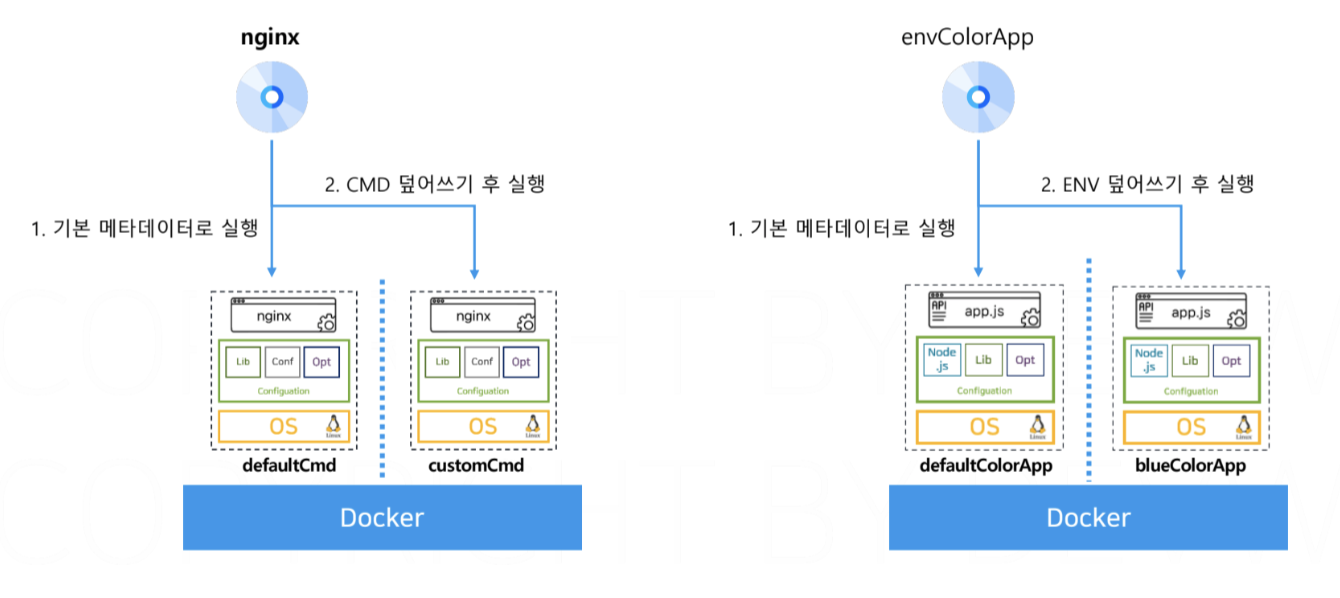 nginx
2. CMD 덮어쓰기 후 실행
1. 기본 메타데이터로 실행
nginx
Lib
Conf
Opt
Configuation
OS
Linux
defaultCmd
nginx
Lib
Conf
Opt
Configuation
OS
Linux
customCmd
Docker
envColorApp
2. ENV 덮어쓰기 후 실행
1. 기본 메타데이터로 실행
API
app.js
Node
.js
Lib
Opt
Configuation
OS
Linux
defaultColorApp
API
app.js
Node
.js
Lib
Opt
Configuation
OS
Linux
blueColorApp
Docker